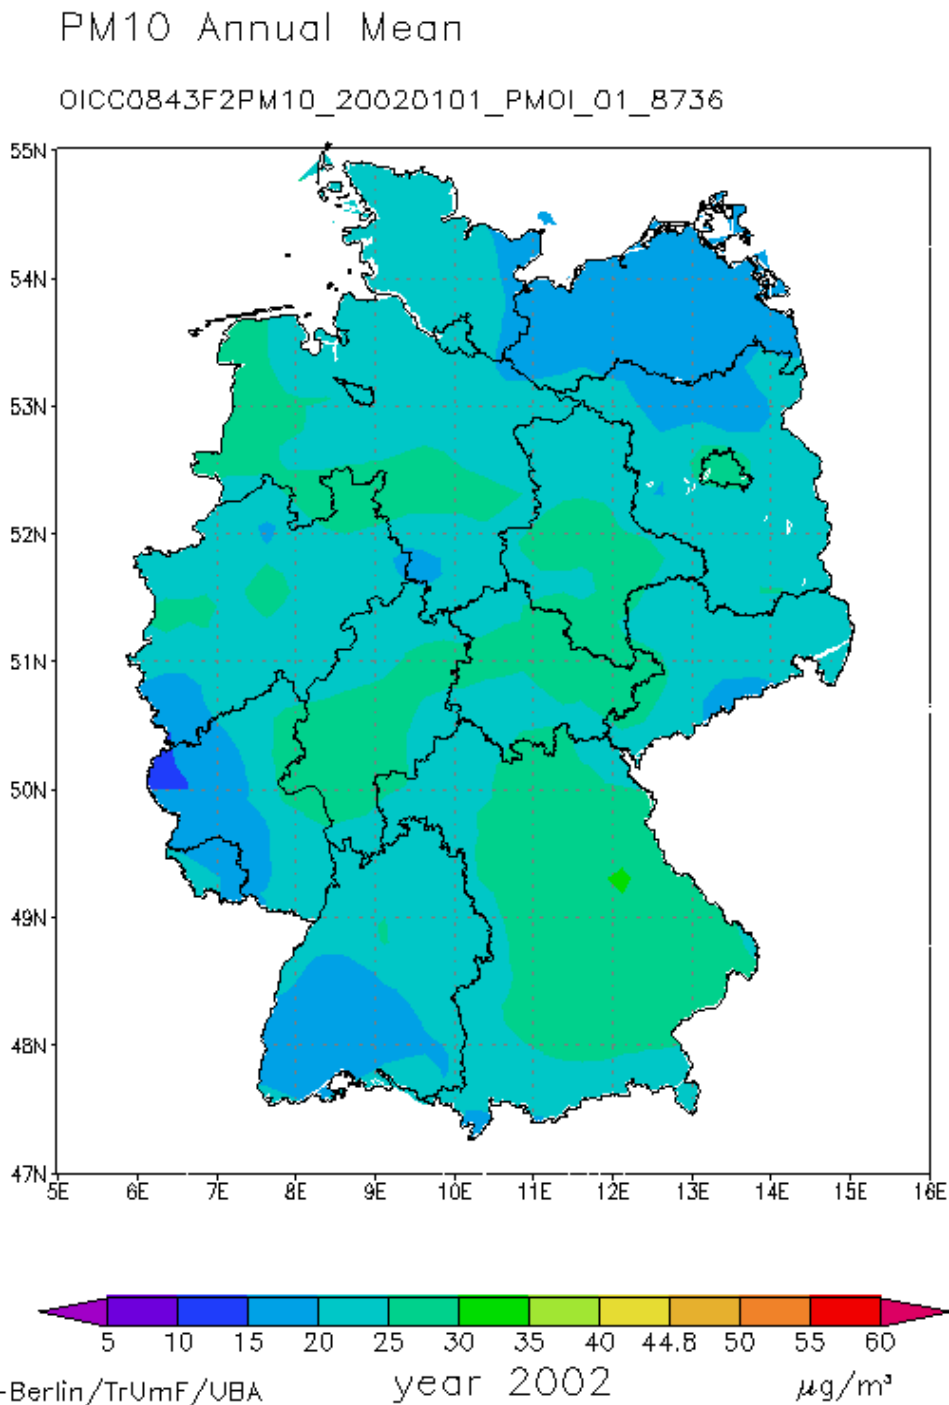 PM10 Annual Mean
OICC0843F2PM10_20020101_PMOI_01_8736
55N
54N
53N
52N
51N
50N
49N
48N
47N
5E 6E 7E 8E 9E 10E 11E 12E 13E 14E 15E 16E
5 10 15 20 25 30 35 40 44.8 50 55 60
-Berlin/TrUmF/UBA year 2002 µg/m³